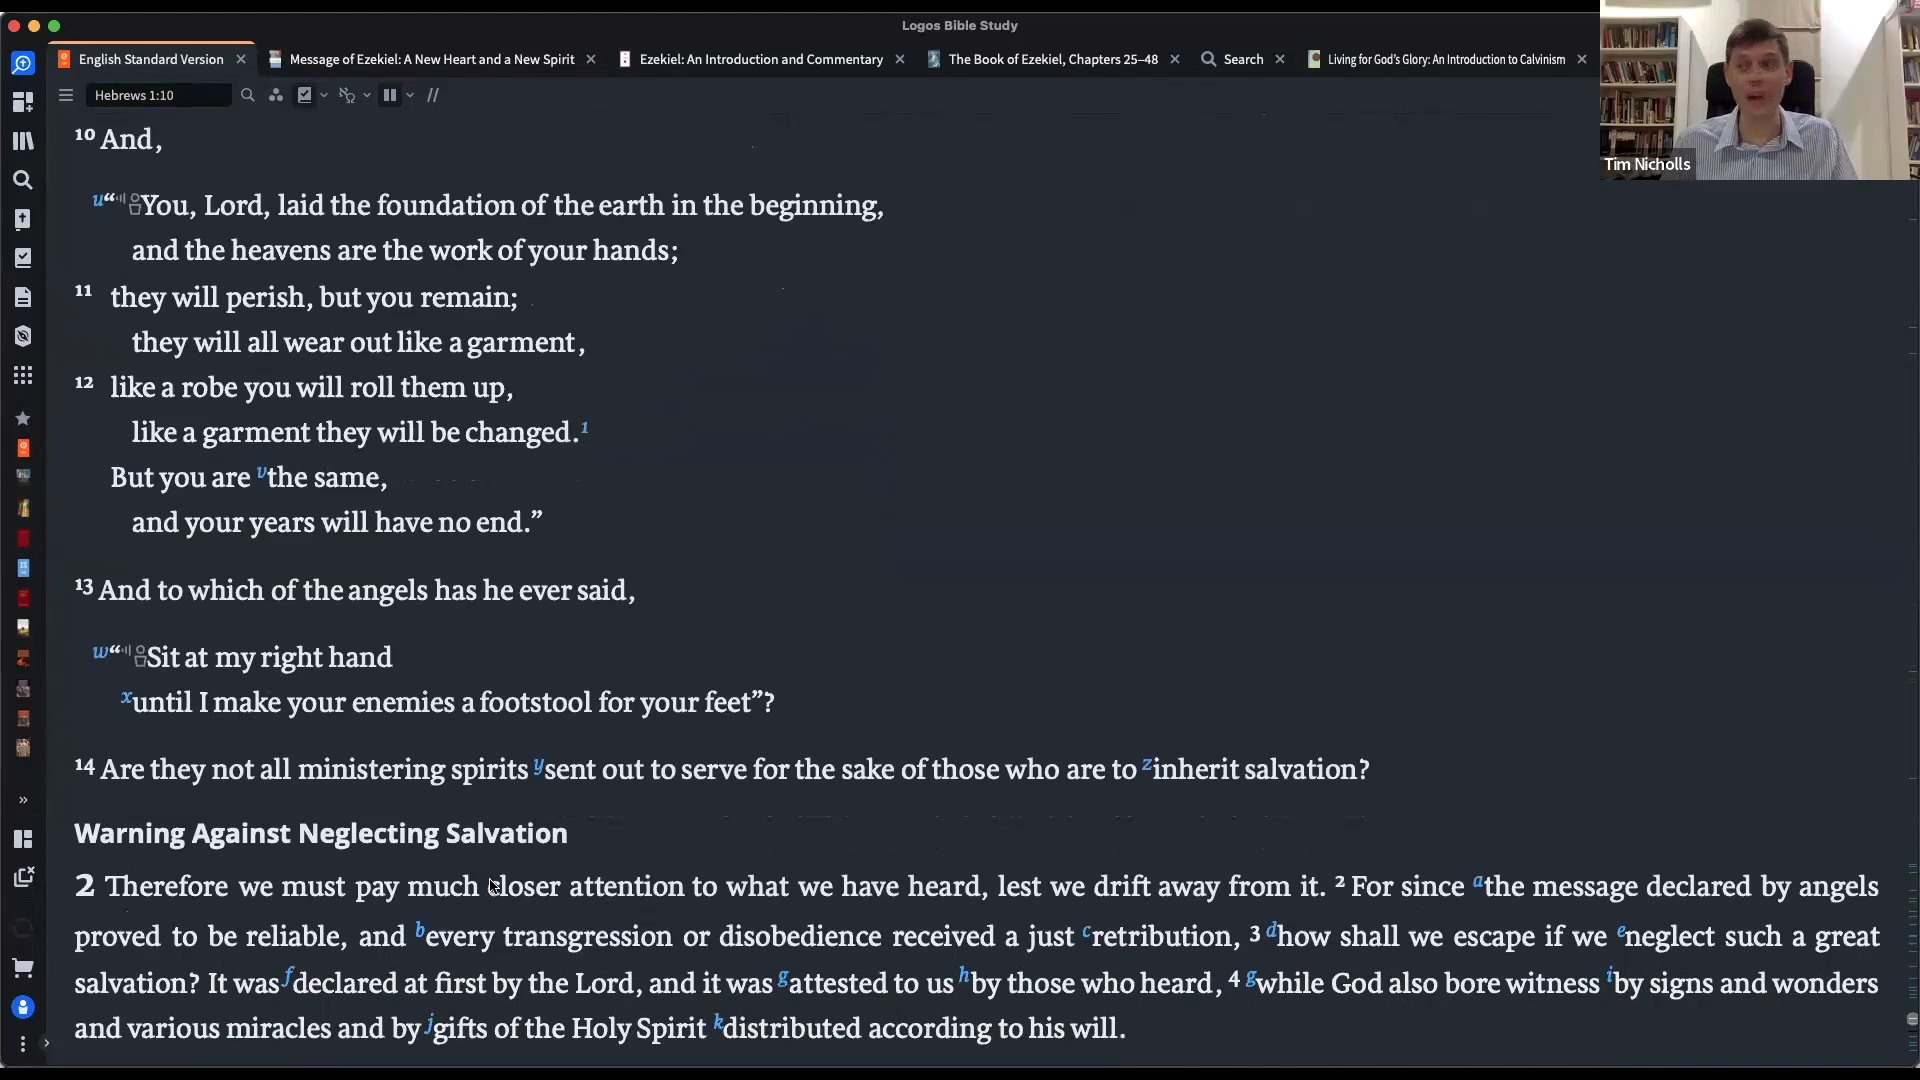 Logos Bible Study
English Standard Version
Message of Ezekiel: A New Heart and a New Spirit
Ezekiel: An Introduction and Commentary
The Book of Ezekiel, Chapters 25–48
Search
Living for God's Glory: An Introduction to Calvinism
Hebrews 1:10
Tim Nicholls
10 And,
u“You, Lord, laid the foundation of the earth in the beginning,
and the heavens are the work of your hands;
11 they will perish, but you remain;
they will all wear out like a garment,
12 like a robe you will roll them up,
like a garment they will be changed.1
But you are vthe same,
and your years will have no end.”
13 And to which of the angels has he ever said,
w“Sit at my right hand
xuntil I make your enemies a footstool for your feet”?
14 Are they not all ministering spirits ysent out to serve for the sake of those who are to zinherit salvation?
Warning Against Neglecting Salvation
2 Therefore we must pay much closer attention to what we have heard, lest we drift away from it. 2 For since athe message declared by angels
proved to be reliable, and bevery transgression or disobedience received a just cretribution, 3 dhow shall we escape if we eneglect such a great
salvation? It was fdeclared at first by the Lord, and it was gattested to us hby those who heard, 4 gwhile God also bore witness iby signs and wonders
and various miracles and by jgifts of the Holy Spirit kdistributed according to his will.